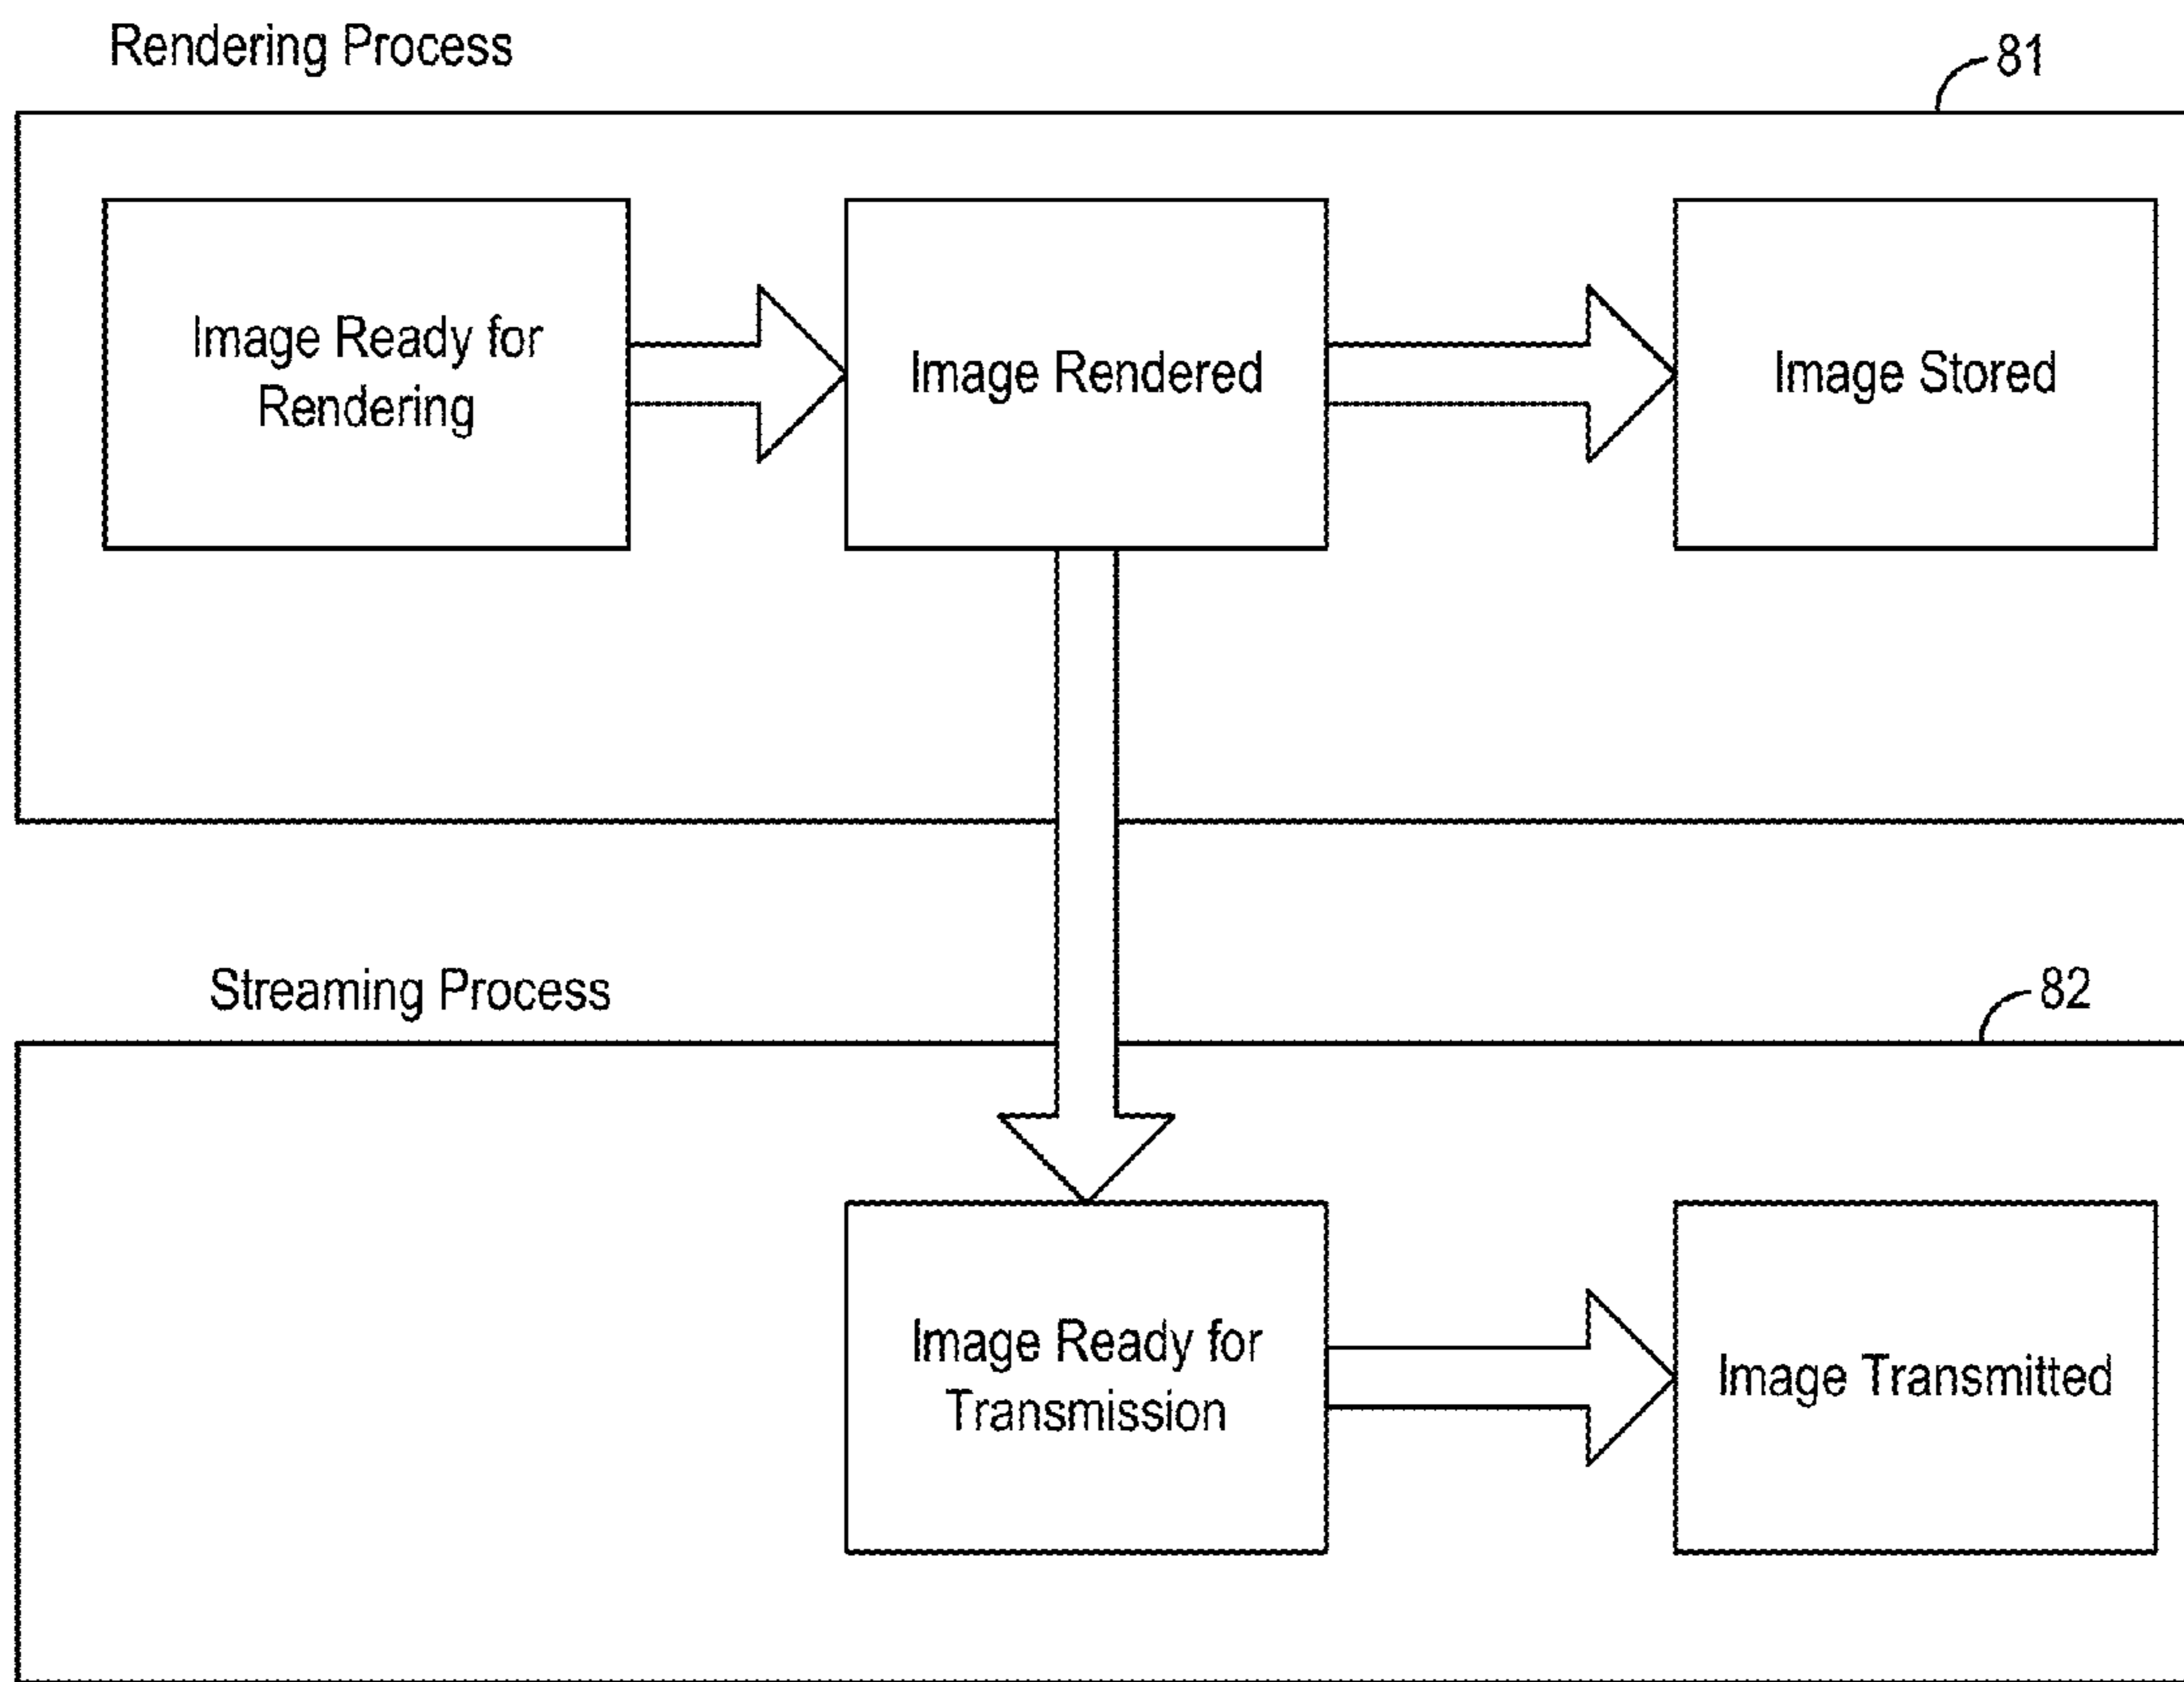 Rendering Process
81
Image Ready for
Rendering
Image Rendered
Image Stored
Streaming Process
82
Image Ready for
Transmission
Image Transmitted